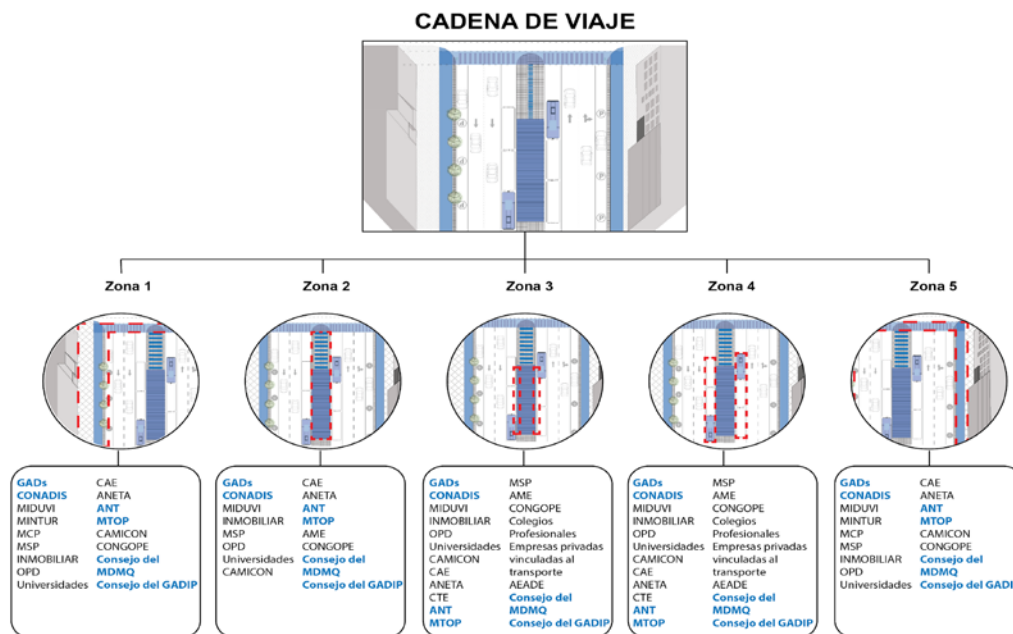 CADENA DE VIAJE
Zona 1
Zona 2
Zona 3
Zona 4
Zona 5
GADs
CONADIS
MIDUVI
MINTUR
MCP
MSP
INMOBILIAR
OPD
Universidades
CAE
ANETA
ANT
MTOP
CAMICON
CONGOPE
Consejo del
MDMQ
Consejo del GADIP
GADs
CONADIS
MIDUVI
INMOBILIAR
MSP
OPD
Universidades
CAMICON
CAE
ANETA
ANT
MTOP
AME
CONGOPE
Consejo del
MDMQ
Consejo del GADIP
GADs
CONADIS
MIDUVI
INMOBILIAR
OPD
Universidades
CAMICON
CAE
ANETA
CTE
ANT
MTOP
MSP
AME
CONGOPE
Colegios
Profesionales
Empresas privadas
vinculadas al
transporte
AEADE
Consejo del
MDMQ
Consejo del GADIP
GADs
CONADIS
MIDUVI
INMOBILIAR
OPD
Universidades
CAMICON
CAE
ANETA
CTE
ANT
MTOP
MSP
AME
CONGOPE
Colegios
Profesionales
Empresas privadas
vinculadas al
transporte
AEADE
Consejo del
MDMQ
Consejo del GADIP
GADs
CONADIS
MIDUVI
MINTUR
MCP
MSP
INMOBILIAR
OPD
Universidades
CAE
ANETA
ANT
MTOP
CAMICON
CONGOPE
Consejo del
MDMQ
Consejo del GADIP